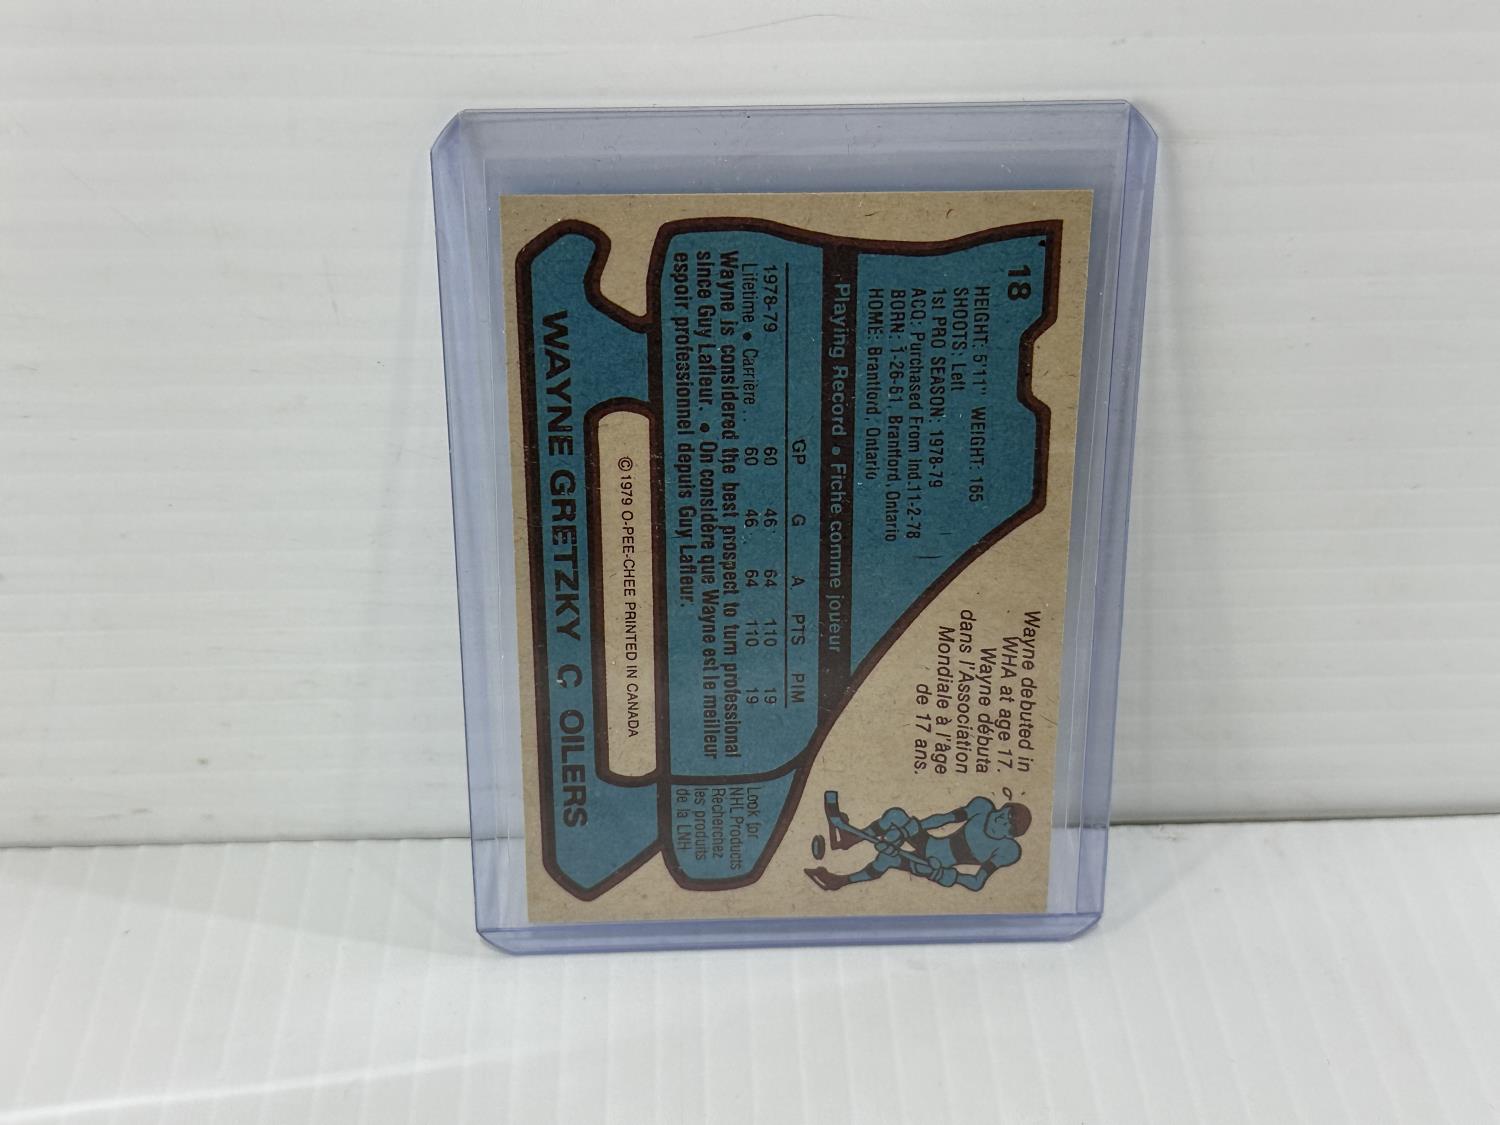 18
HEIGHT: 5'11" WEIGHT: 165
SHOOTS: Left
1st PRO SEASON: 1978-79
ACQ: Purchased From Ind.11-2-78
BORN: 1-26-61, Brantford, Ontario
HOME: Brantford, Ontario
Wayne debuted in
WHA at age 17.
Wayne débuta
dans l'Association
Mondiale à l'âge
de 17 ans.
Playing Record • Fiche comme joueur
GP G A PTS PIM
1978-79 60 46 64 110 19
Lifetime • Carrière.. 60 46 64 110 19
Wayne is considered the best prospect to turn professional
since Guy Lafleur. • On considère que Wayne est le meilleur
espoir professionnel depuis Guy Lafleur.
Look for
NHL Products
Recherchez
les produits
de la LNH
© 1979 O-PEE-CHEE PRINTED IN CANADA
WAYNE GRETZKY C OILERS